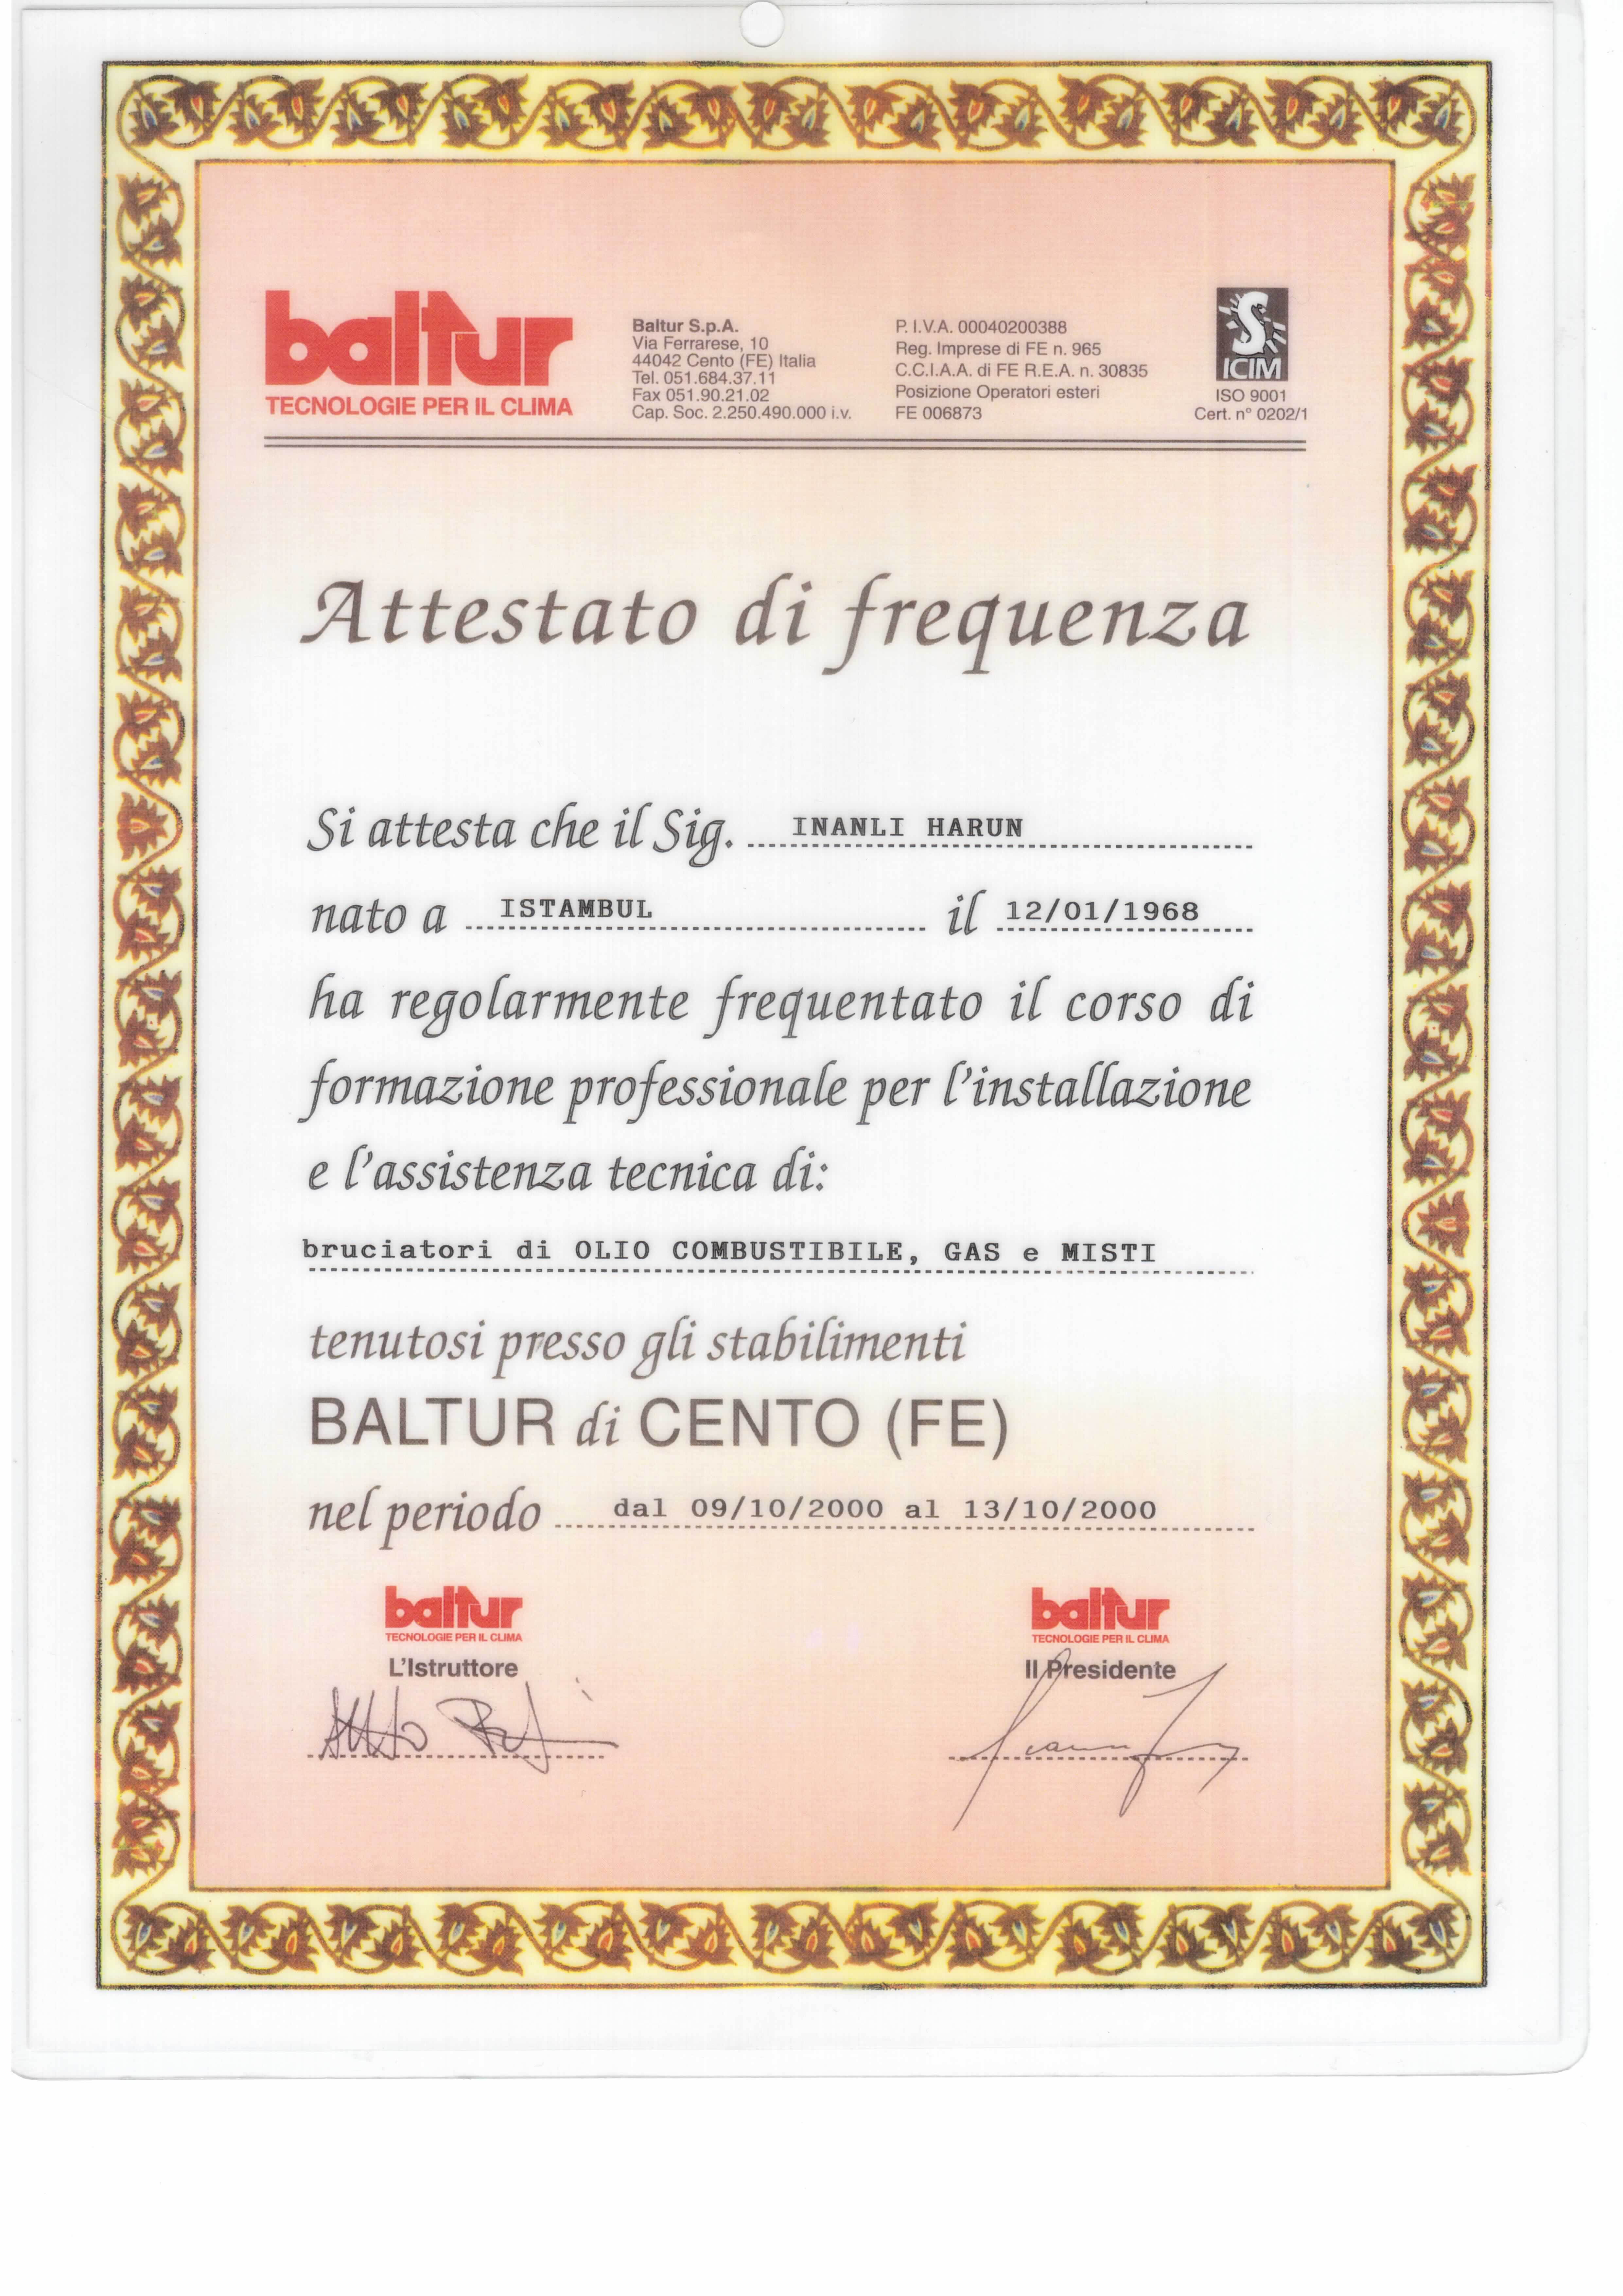 baltur
TECNOLOGIE PER IL CLIMA
Baltur S.p.A.
Via Ferrarese, 10
44042 Cento (FE) Italia
Tel. 051.684.37.11
Fax 051.90.21.02
Cap. Soc. 2.250.490.000 i.v.
P. I.V.A. 00040200388
Reg. Imprese di FE n. 965
C.C.I.A.A. di FE R.E.A. n. 30835
Posizione Operatori esteri
FE 006873
ICIM
ISO 9001
Cert. n° 0202/1
Attestato di frequenza
Si attesta che il Sig. INANLI HARUN
nato a ISTAMBUL il 12/01/1968
ha regolarmente frequentato il corso di
formazione professionale per l'installazione
e l'assistenza tecnica di:
bruciatori di OLIO COMBUSTIBILE, GAS e MISTI
tenutosi presso gli stabilimenti
BALTUR di CENTO (FE)
nel periodo dal 09/10/2000 al 13/10/2000
baltur
TECNOLOGIE PER IL CLIMA
L'Istruttore
baltur
TECNOLOGIE PER IL CLIMA
Il Presidente